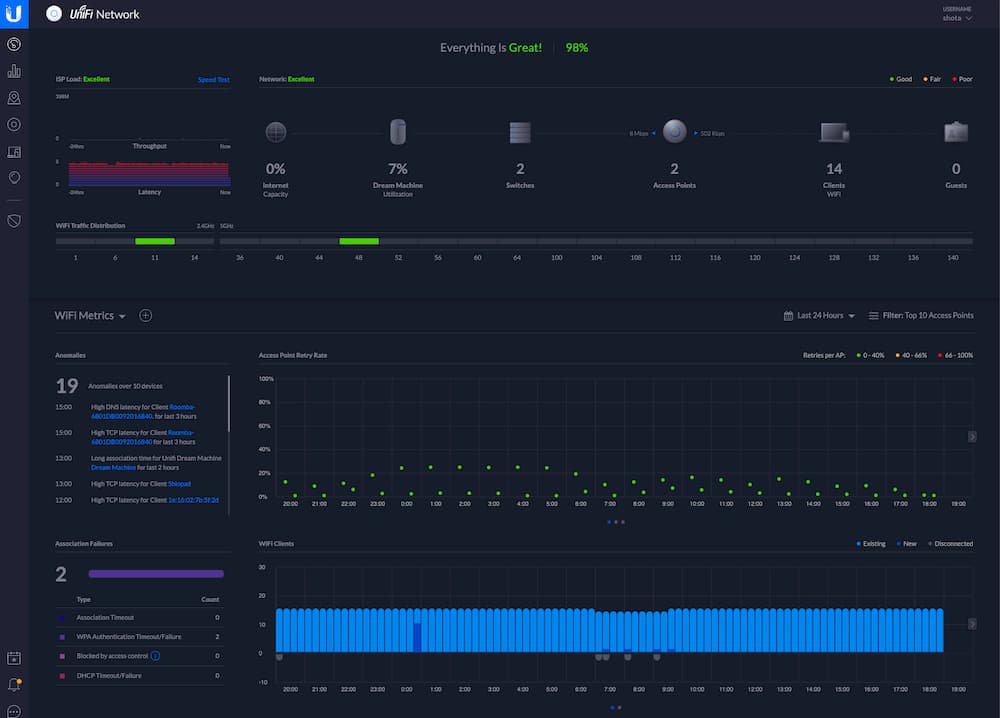 UniFi Network
USERNAME
shota
Everything Is Great! 98%
ISP Load: Excellent Speed Test
Network: Excellent
Good Fair Poor
0
-24hrs Throughput Now
0
-24hrs Latency Now
8 Mbps
502 Kbps
0% 7% 2 2 14 0
Internet Dream Machine Switches Access Points Clients Guests
Capacity Utilization WiFi
WiFi Traffic Distribution 2.4GHz 5GHz
1 6 11 14 36 40 44 48 52 56 60 64 100 104 108 112 116 120 124 128 132 136 140
WiFi Metrics
Last 24 Hours Filter: Top 10 Access Points
Anomalies
19 Anomalies over 10 devices
15:00 High DNS latency for Client Roomba-
6801DB0092016840, for last 3 hours
15:00 High TCP latency for Client Roomba-
6801DB0092016840 for last 3 hours
13:00 Long association time for Unifi Dream Machine
Dream Machine for last 2 hours
13:00 High TCP latency for Client Shiopad
12:00 High TCP latency for Client 1e:16:02:7b:5f:2d
Access Point Retry Rate
Retries per AP: 0 - 40% 40 - 66% 66 - 100%
100%
80%
60%
40%
20%
0%
20:00 21:00 22:00 23:00 0:00 1:00 2:00 3:00 4:00 5:00 6:00 7:00 8:00 9:00 10:00 11:00 12:00 13:00 14:00 15:00 16:00 17:00 18:00 19:00
Association Failures
2
Type Count
Association Timeout 0
WPA Authentication Timeout/Failure 2
Blocked by access control 0
DHCP Timeout/Failure 0
WiFi Clients
Existing New Disconnected
30
20
10
0
-10
20:00 21:00 22:00 23:00 0:00 1:00 2:00 3:00 4:00 5:00 6:00 7:00 8:00 9:00 10:00 11:00 12:00 13:00 14:00 15:00 16:00 17:00 18:00 19:00